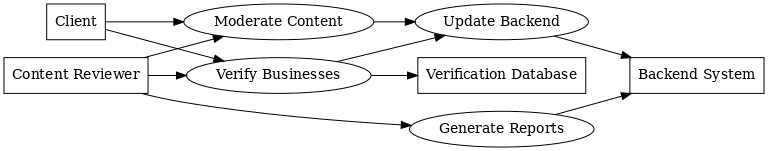 Client
Moderate Content
Update Backend
Content Reviewer
Verify Businesses
Verification Database
Backend System
Generate Reports